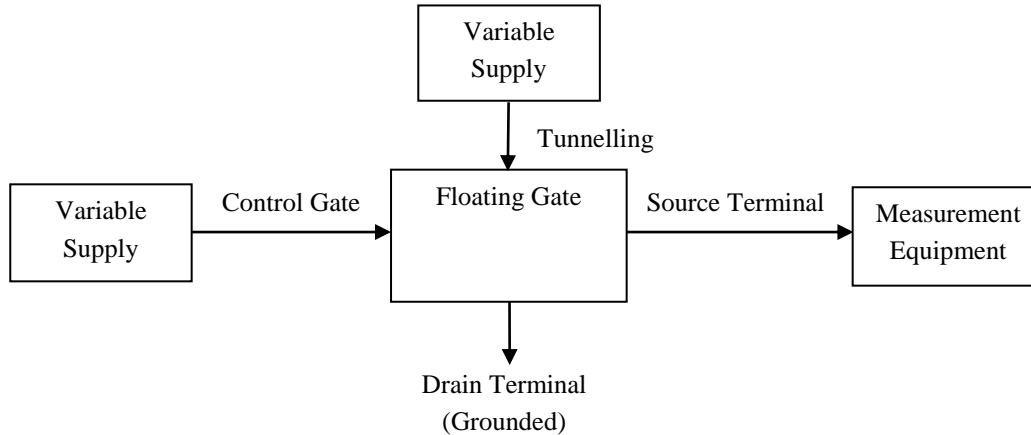 Variable
Supply
Tunnelling
Variable
Supply
Control Gate
Floating Gate
Source Terminal
Measurement
Equipment
Drain Terminal
(Grounded)